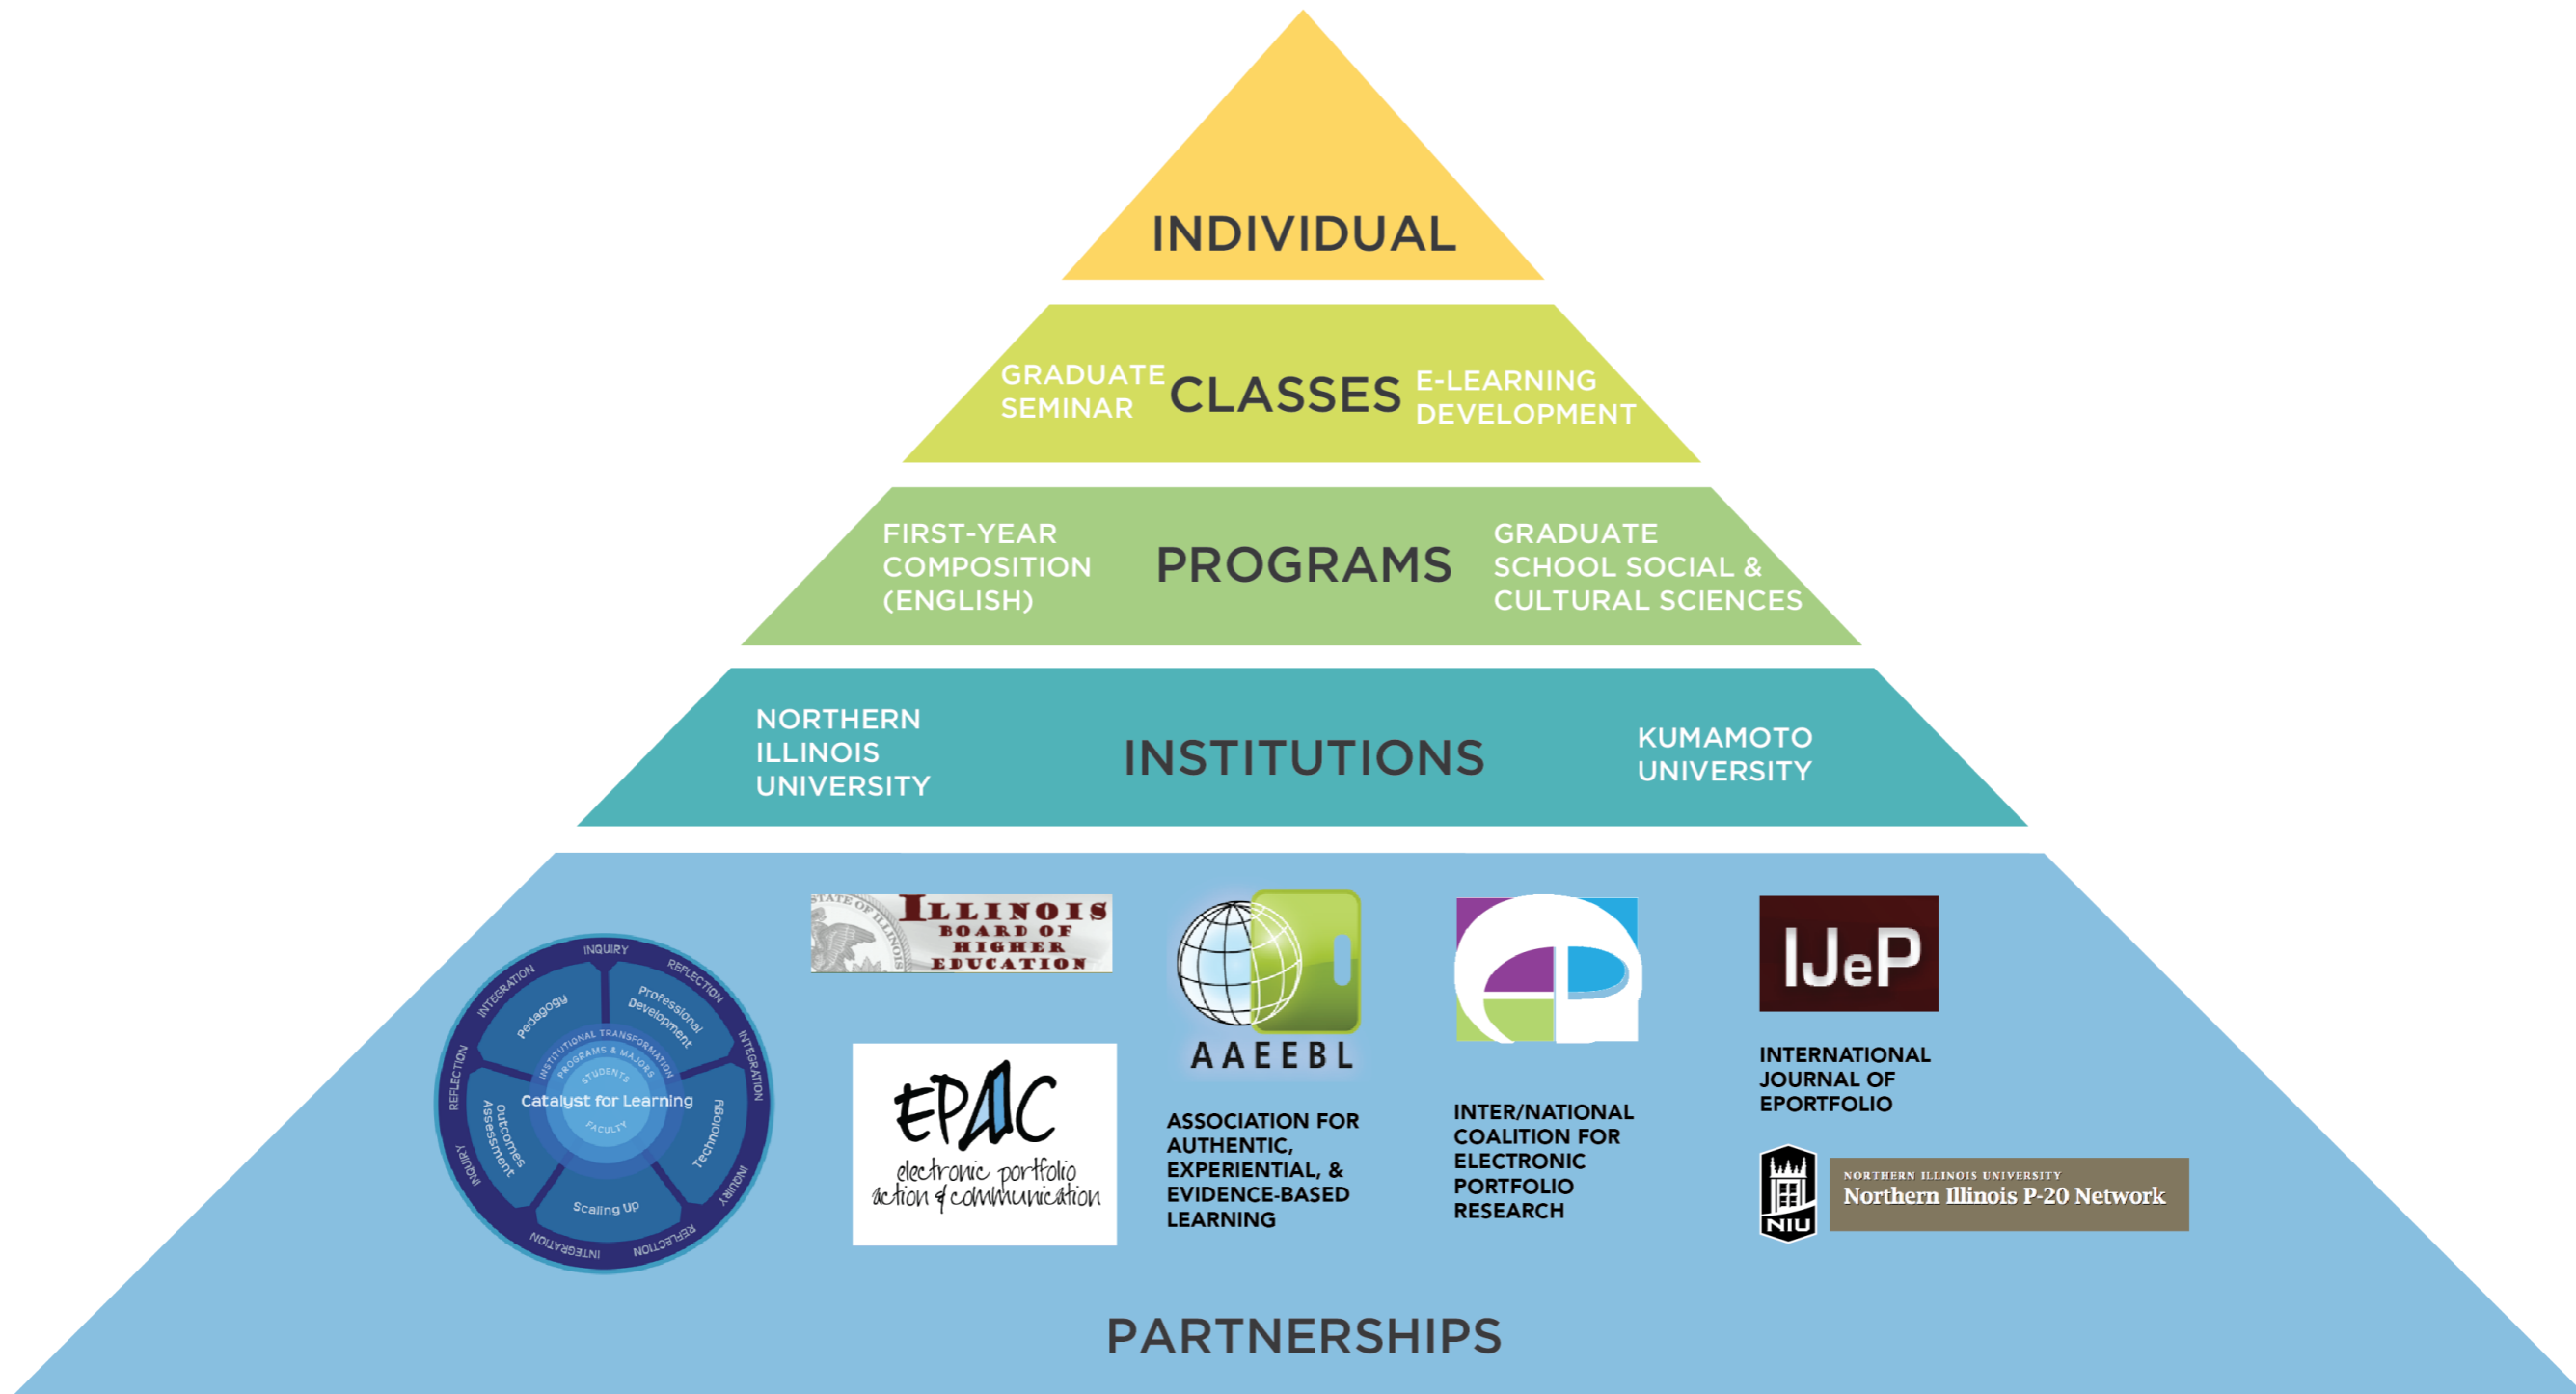 INDIVIDUAL
GRADUATE
SEMINAR
CLASSES
E-LEARNING
DEVELOPMENT
FIRST-YEAR
COMPOSITION
(ENGLISH)
PROGRAMS
GRADUATE
SCHOOL SOCIAL &
CULTURAL SCIENCES
NORTHERN
ILLINOIS
UNIVERSITY
INSTITUTIONS
KUMAMOTO
UNIVERSITY
INQUIRY
REFLECTION
INTEGRATION
INQUIRY
REFLECTION
INTEGRATION
INQUIRY
REFLECTION
INTEGRATION
Pedagogy
Professional
Development
Technology
Scaling Up
Outcomes
Assessment
INSTITUTIONAL TRANSFORMATION
PROGRAMS & MAJORS
STUDENTS
Catalyst for Learning
FACULTY
STATE OF ILLINOIS
ILLINOIS
BOARD OF
HIGHER
EDUCATION
EPAC
electronic portfolio
action & communication
AAEEBL
ASSOCIATION FOR
AUTHENTIC,
EXPERIENTIAL, &
EVIDENCE-BASED
LEARNING
eP
INTER/NATIONAL
COALITION FOR
ELECTRONIC
PORTFOLIO
RESEARCH
IJeP
INTERNATIONAL
JOURNAL OF
EPORTFOLIO
NIU
NORTHERN ILLINOIS UNIVERSITY
Northern Illinois P-20 Network
PARTNERSHIPS